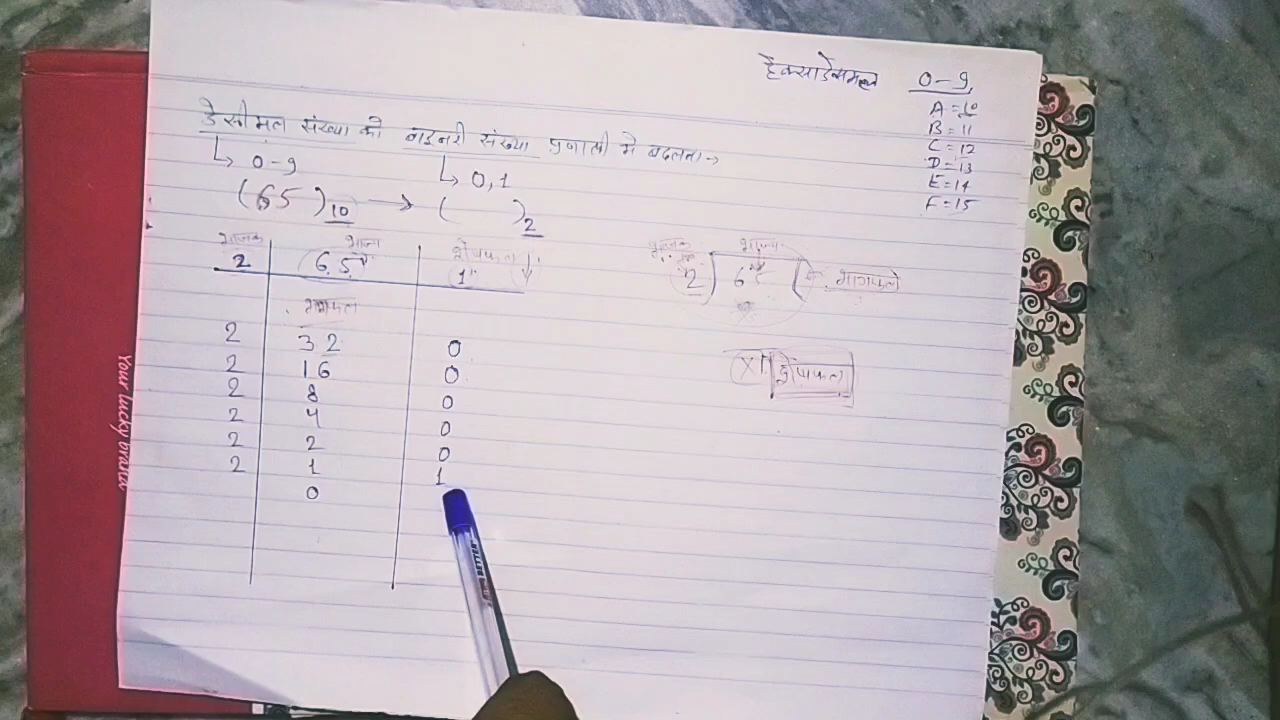 हैक्साडेसिमल 0-9
A=10
B=11
C=12
D=13
E=14
F=15
डेसीमल संख्या को बाइनरी संख्या प्रणाली मे बदलना→
↳ 0-9 ↳ 0,1
(65)10 → ( )2
भाजक भाज्य शेषफल
2 65 1
भागफल
2 32 0
2 16 0
2 8 0
2 4 0
2 2 0
2 1 1
0
भाजक भाज्य
2) 65 ( भागफल
शेषफल
Your lucky brand
BETTER